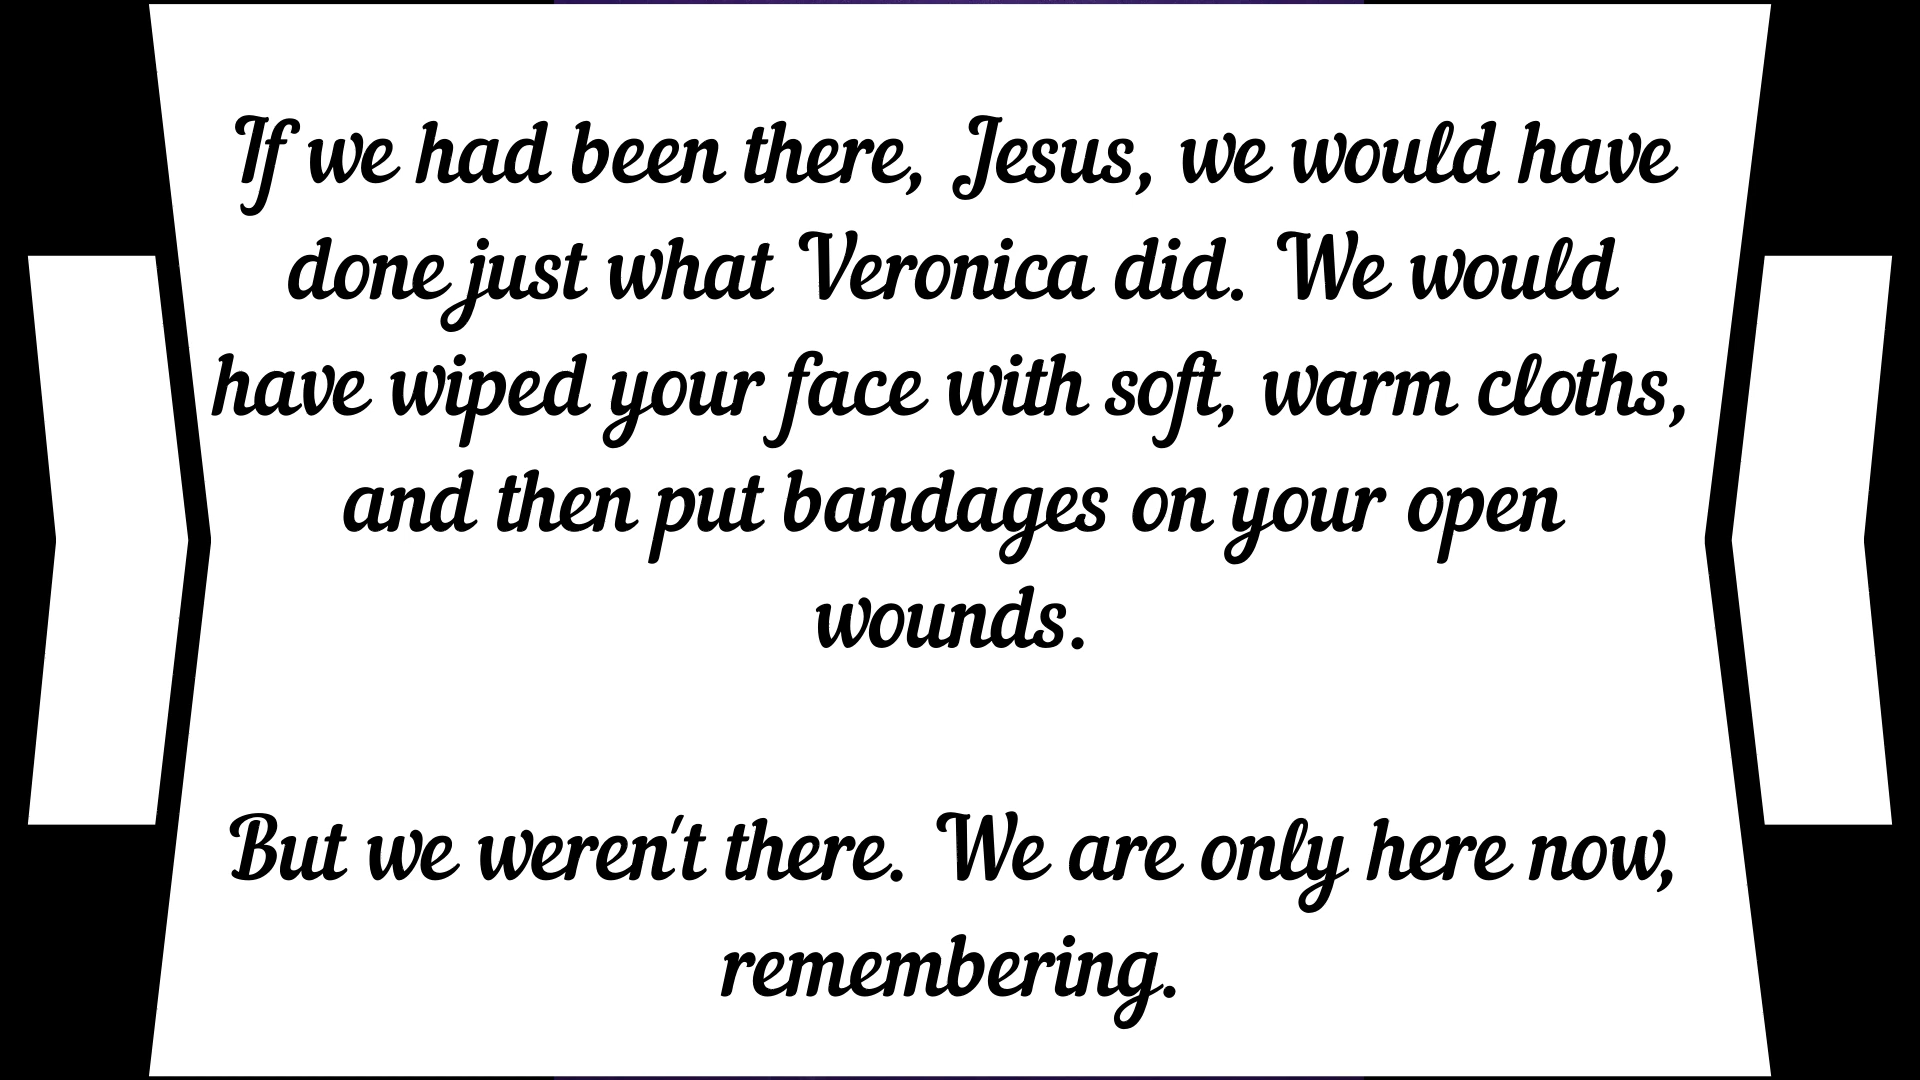 If we had been there, Jesus, we would have
done just what Veronica did. We would
have wiped your face with soft, warm cloths,
and then put bandages on your open
wounds.
But we weren't there. We are only here now,
remembering.